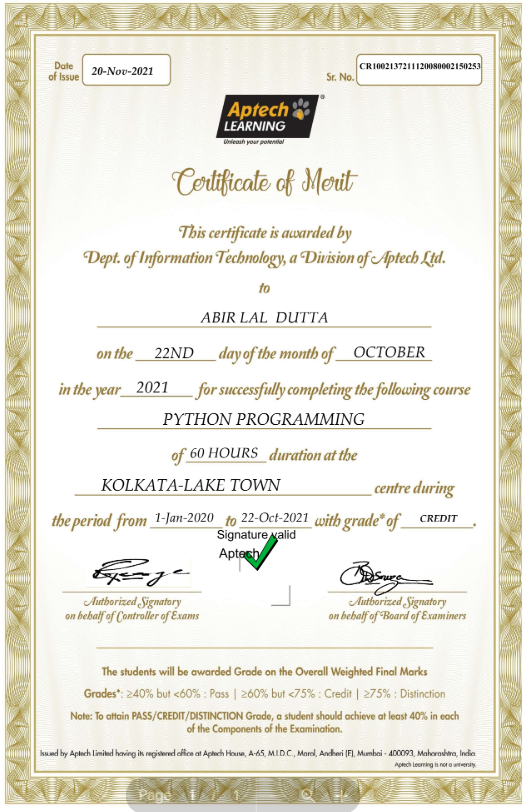 Date of Issue 20-Nov-2021
Sr. No. CR1002137211120080002150253
Aptech
LEARNING
Unleash your potential
Certificate of Merit
This certificate is awarded by
Dept. of Information Technology, a Division of Aptech Ltd.
to
ABIR LAL DUTTA
on the 22ND day of the month of OCTOBER
in the year 2021 for successfully completing the following course
PYTHON PROGRAMMING
of 60 HOURS duration at the
KOLKATA-LAKE TOWN centre during
the period from 1-Jan-2020 to 22-Oct-2021 with grade* of CREDIT.
Signature valid
Aptech
Authorized Signatory
on behalf of Controller of Exams
Authorized Signatory
on behalf of Board of Examiners
The students will be awarded Grade on the Overall Weighted Final Marks
Grades*: ≥40% but <60% : Pass | ≥60% but <75% : Credit | ≥75% : Distinction
Note: To attain PASS/CREDIT/DISTINCTION Grade, a student should achieve at least 40% in each
of the Components of the Examination.
Issued by Aptech Limited having its registered office at Aptech House, A-65, M.I.D.C., Marol, Andheri (E), Mumbai - 400093, Maharashtra, India.
Aptech Learning is not a university.
Page 1 / 1